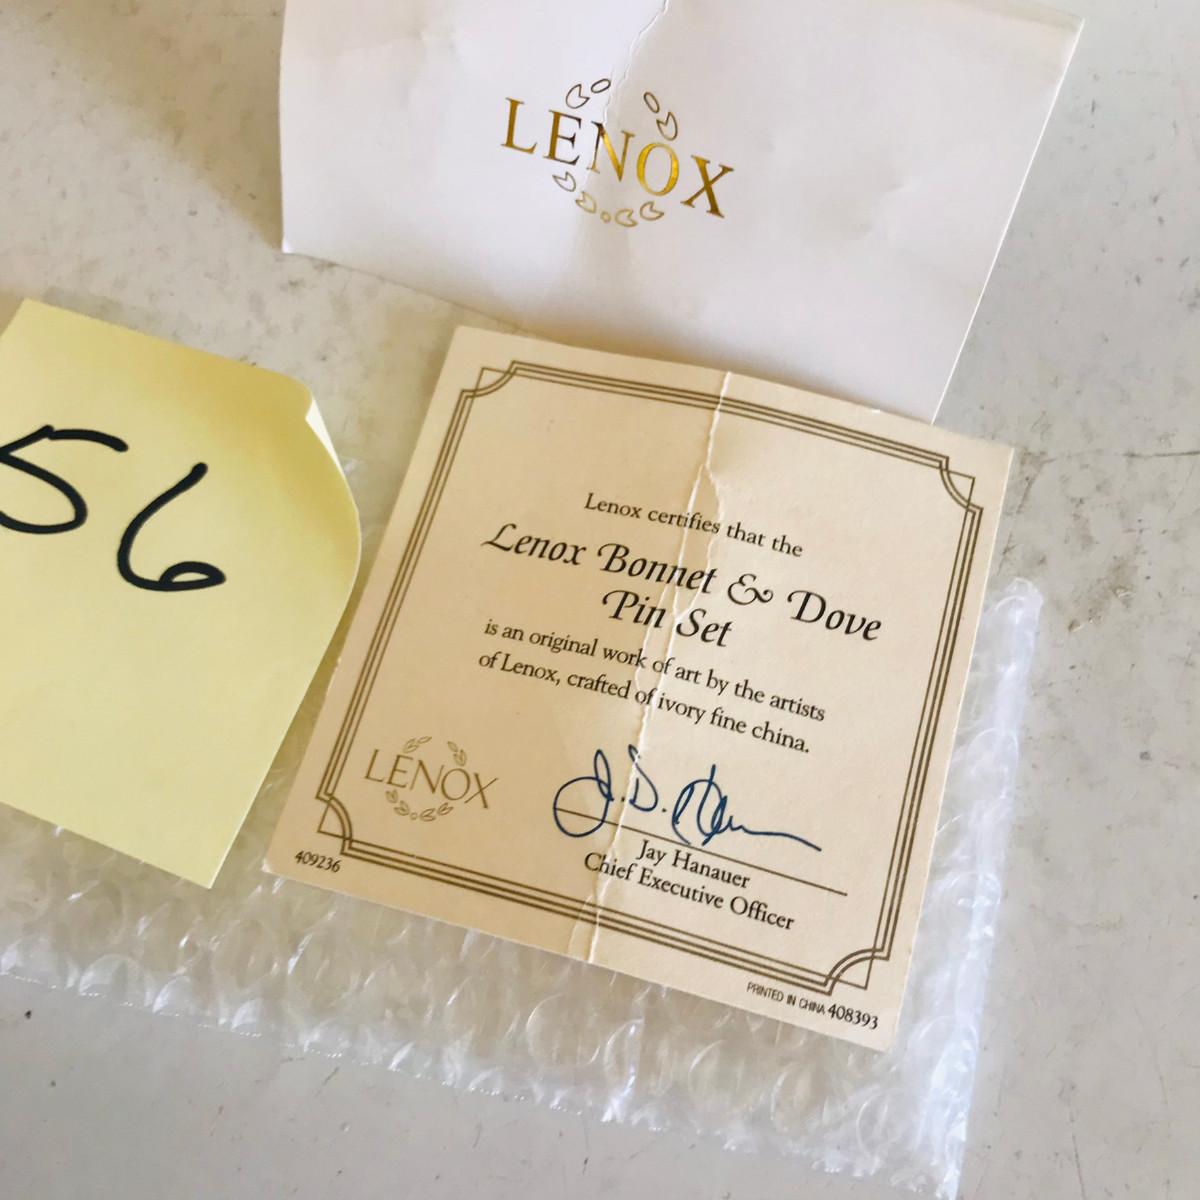 LENOX
56
Lenox certifies that the
Lenox Bonnet & Dove
Pin Set
is an original work of art by the artists
of Lenox, crafted of ivory fine china.
LENOX
J.D. Han
Jay Hanauer
Chief Executive Officer
409236
PRINTED IN CHINA 408393